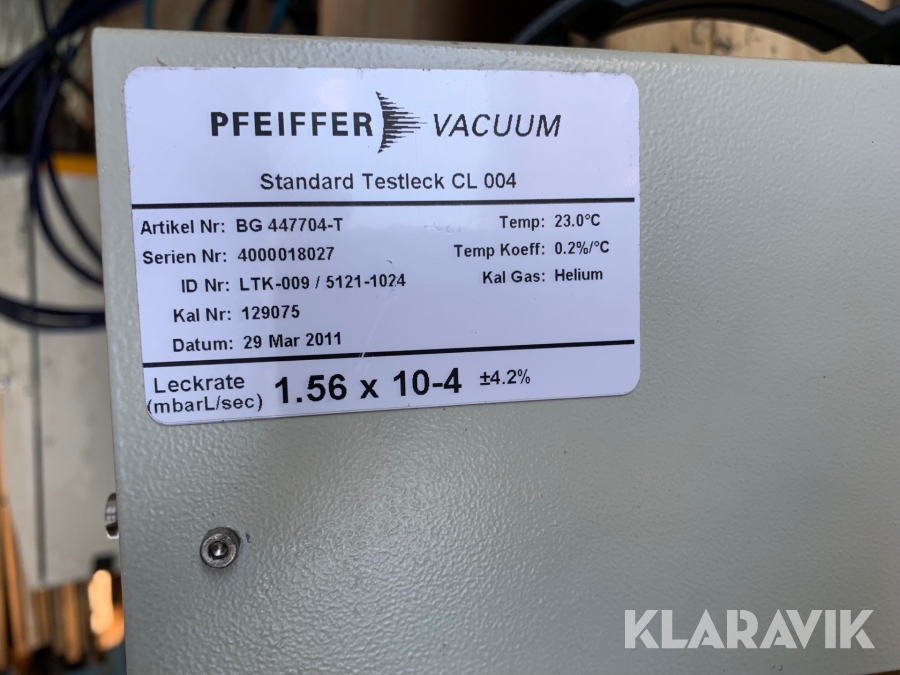 PFEIFFER VACUUM
Standard Testleck CL 004
Artikel Nr: BG 447704-T
Serien Nr: 4000018027
ID Nr: LTK-009 / 5121-1024
Kal Nr: 129075
Datum: 29 Mar 2011
Temp: 23.0°C
Temp Koeff: 0.2%/°C
Kal Gas: Helium
Leckrate
(mbarL/sec) 1.56 x 10-4 ±4.2%
KLARAVIK